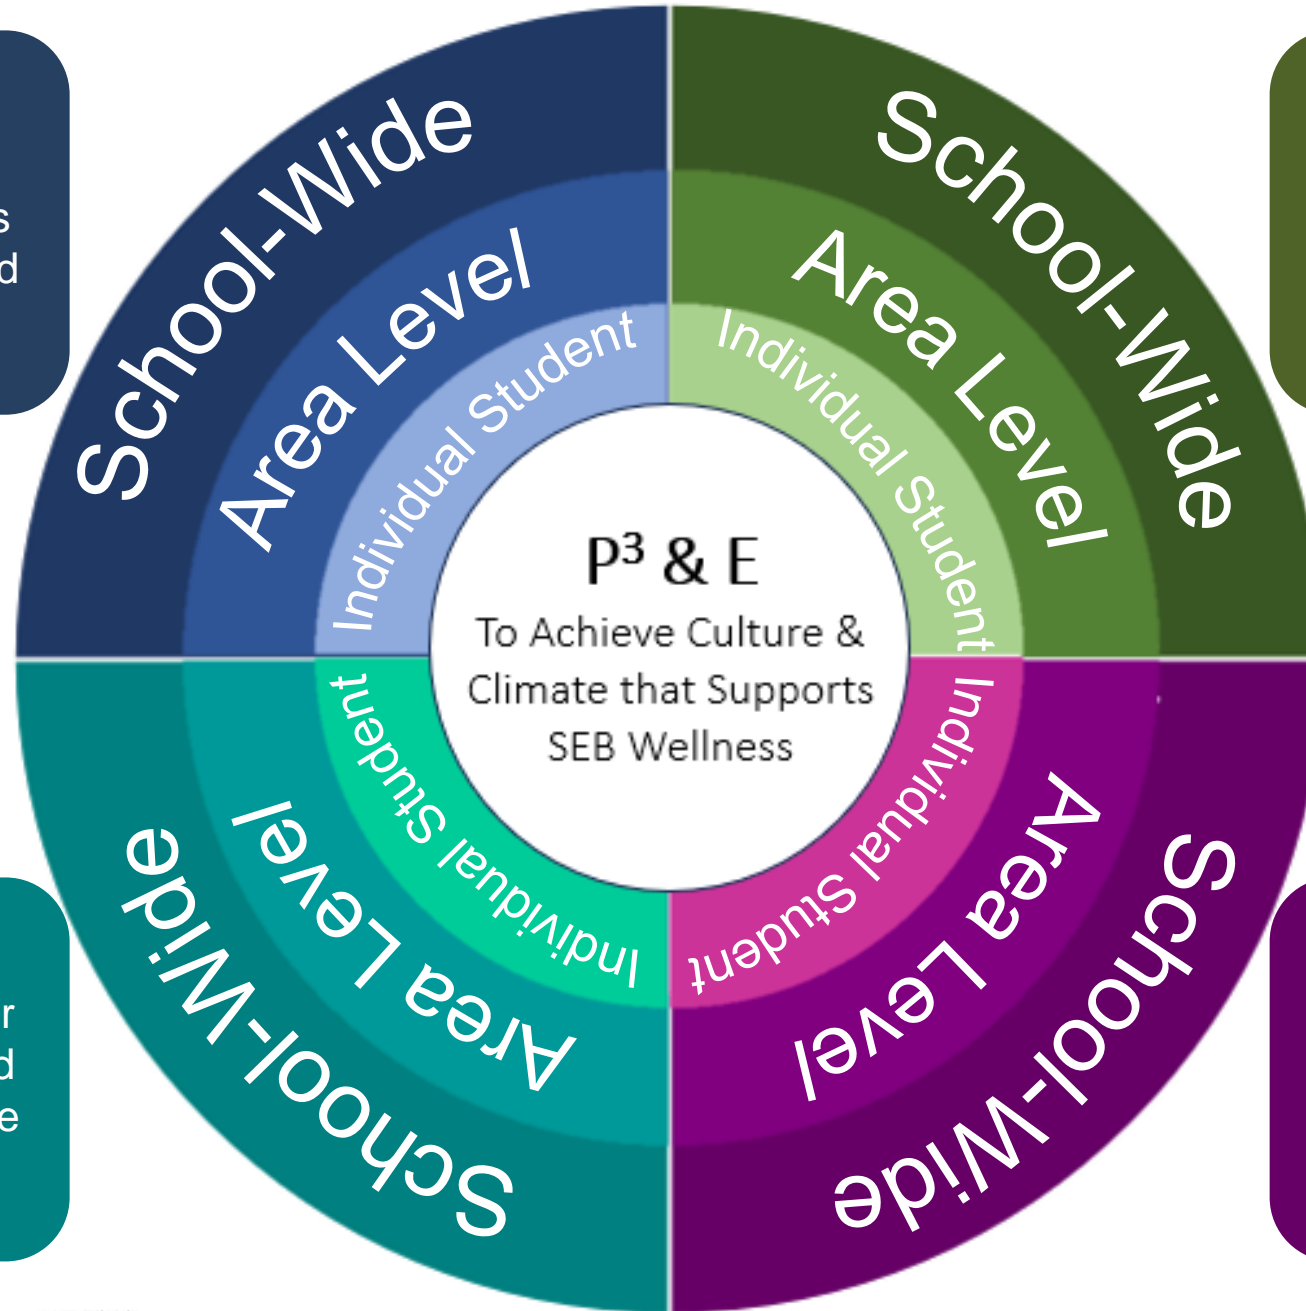 School-Wide
Area Level
Individual Student
School-Wide
Area Level
Individual Student
s
d
P³ & E
To Achieve Culture &
Climate that Supports
SEB Wellness
Individual Student
Area Level
School-Wide
Individual Student
Area Level
School-Wide
r
d
e